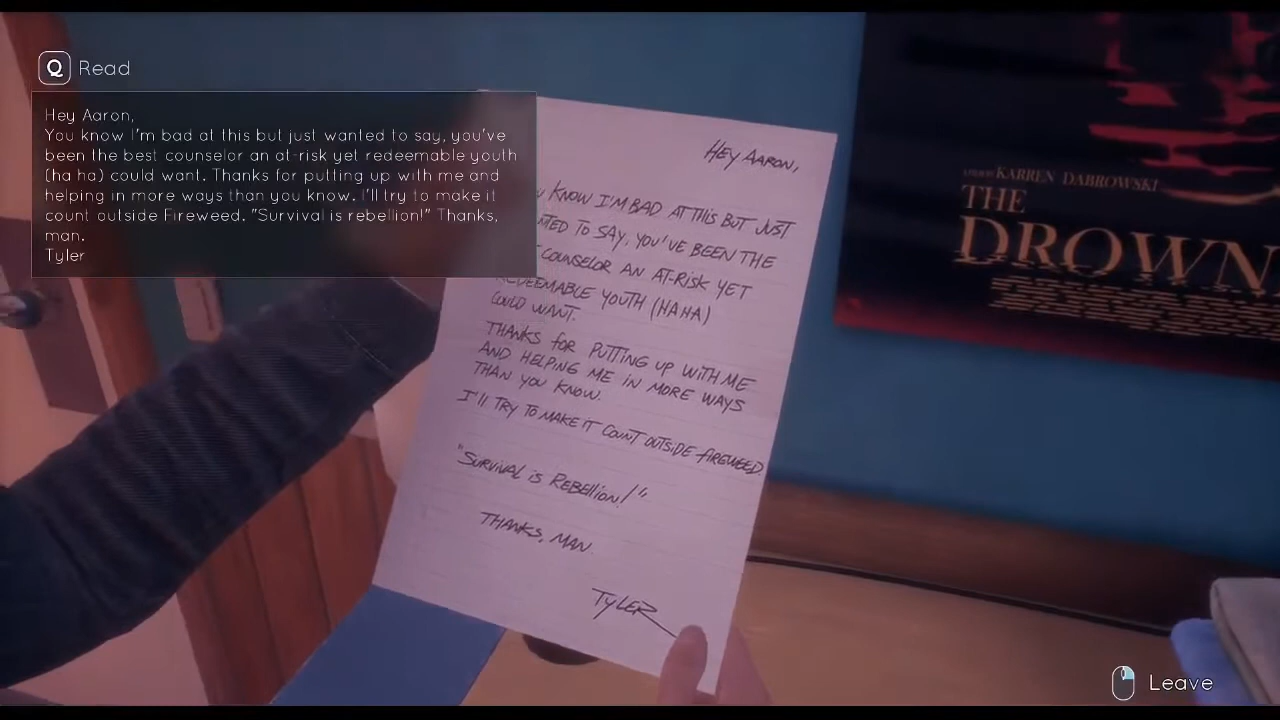 Q Read
Hey Aaron,
You know I'm bad at this but just wanted to say, you've
been the best counselor an at-risk yet redeemable youth
(ha ha) could want. Thanks for putting up with me and
helping in more ways than you know. I'll try to make it
count outside Fireweed. "Survival is rebellion!" Thanks,
man.
Tyler
HEY AARON,
KNOW I'M BAD AT THIS BUT JUST
TO SAY, YOU'VE BEEN THE
COUNSELOR AN AT-RISK YET
REDEEMABLE YOUTH (HA HA)
COULD WANT.
THANKS FOR PUTTING UP WITH ME
AND HELPING ME IN MORE WAYS
THAN YOU KNOW.
I'll TRY TO MAKE IT COUNT OUTSIDE FIREWEED
"SURVIVAL IS REBELLION!"
THANKS, MAN
TYLER
KARREN DABROWSKI
THE
DROWN
Leave